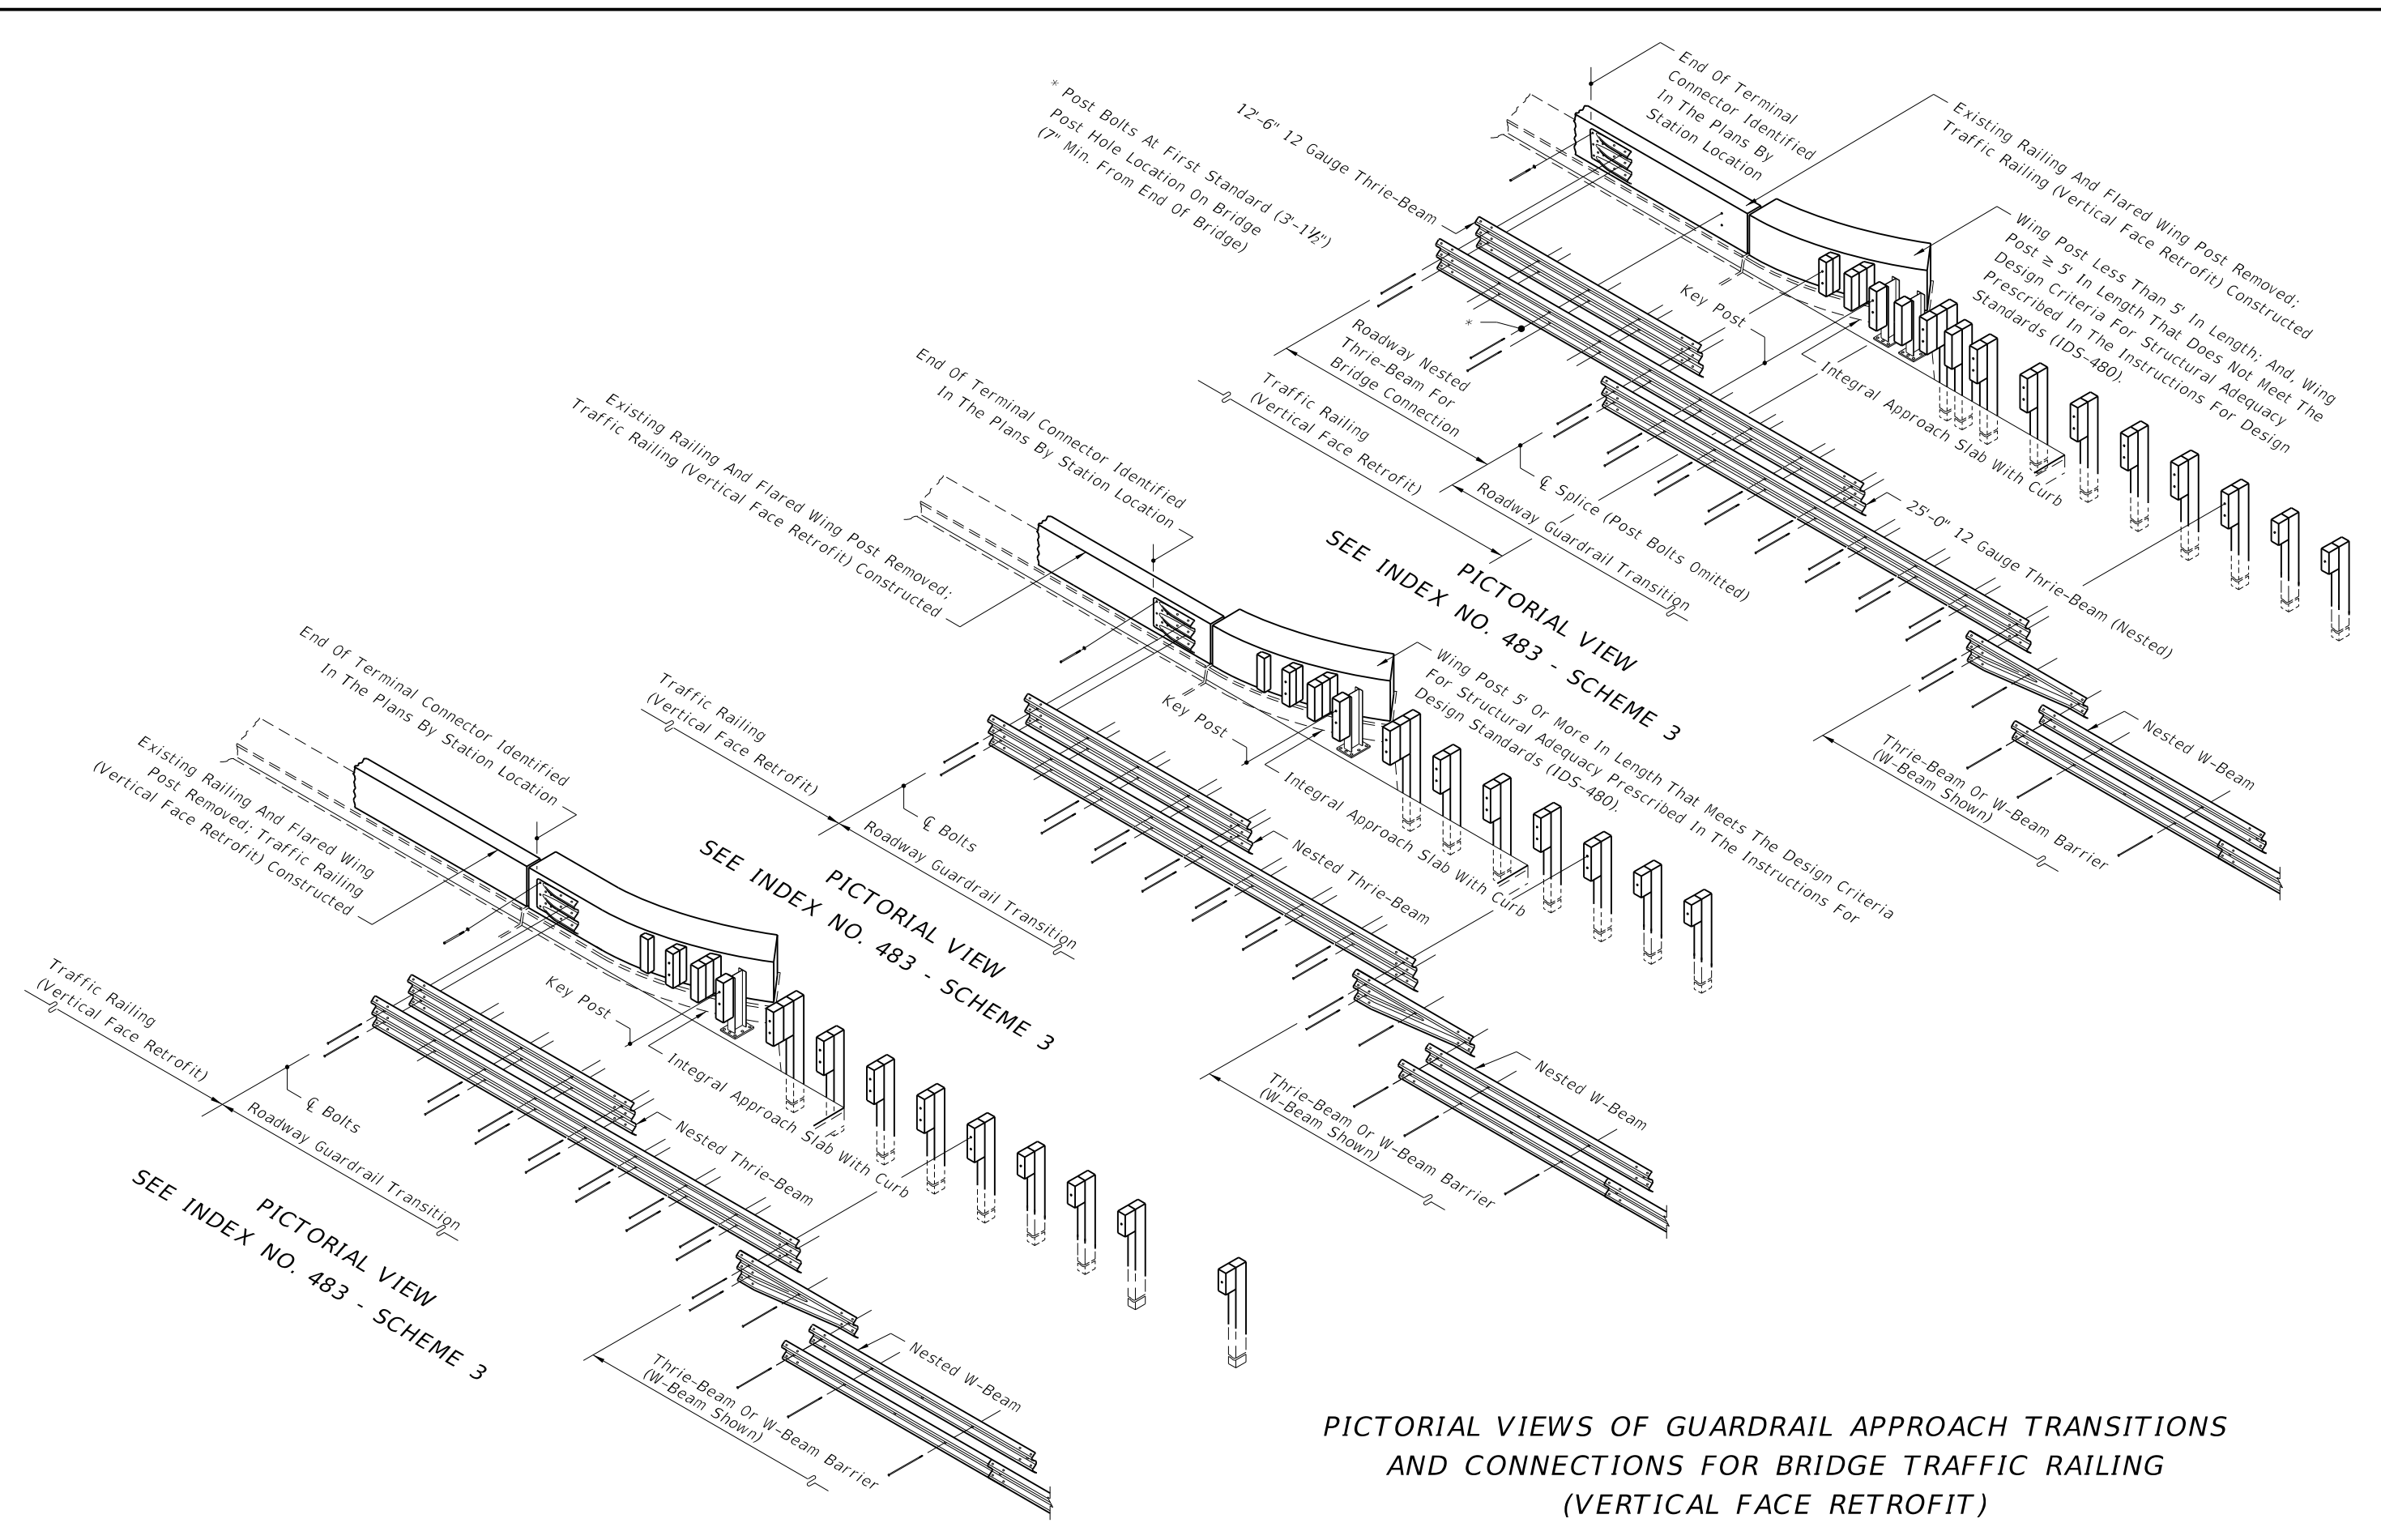 * Post Bolts At First Standard (3'-1½")
Post Hole Location On Bridge
(7" Min. From End Of Bridge)
12'-6" 12 Gauge Thrie-Beam
End Of Terminal
Connector Identified
In The Plans By
Station Location
Existing Railing And Flared Wing Post Removed;
Traffic Railing (Vertical Face Retrofit) Constructed
Wing Post Less Than 5' In Length; And, Wing
Post ≥ 5' In Length That Does Not Meet The
Design Criteria For Structural Adequacy
Prescribed In The Instructions For Design
Standards (IDS-480).
Key Post
*
Roadway Nested
Thrie-Beam For
Bridge Connection
Integral Approach Slab With Curb
Traffic Railing
(Vertical Face Retrofit)
℄ Splice (Post Bolts Omitted)
Roadway Guardrail Transition
25'-0" 12 Gauge Thrie-Beam (Nested)
PICTORIAL VIEW
SEE INDEX NO. 483 - SCHEME 3
Nested W-Beam
Thrie-Beam Or W-Beam Barrier
(W-Beam Shown)
End Of Terminal Connector Identified
In The Plans By Station Location
Existing Railing And Flared Wing Post Removed;
Traffic Railing (Vertical Face Retrofit) Constructed
Wing Post 5' Or More In Length That Meets The Design Criteria
For Structural Adequacy Prescribed In The Instructions For
Design Standards (IDS-480).
Key Post
Integral Approach Slab With Curb
Traffic Railing
(Vertical Face Retrofit)
℄ Bolts
Roadway Guardrail Transition
Nested Thrie-Beam
PICTORIAL VIEW
SEE INDEX NO. 483 - SCHEME 3
Nested W-Beam
Thrie-Beam Or W-Beam Barrier
(W-Beam Shown)
End Of Terminal Connector Identified
In The Plans By Station Location
Existing Railing And Flared Wing
Post Removed; Traffic Railing
(Vertical Face Retrofit) Constructed
Key Post
Integral Approach Slab With Curb
Traffic Railing
(Vertical Face Retrofit)
℄ Bolts
Roadway Guardrail Transition
Nested Thrie-Beam
PICTORIAL VIEW
SEE INDEX NO. 483 - SCHEME 3
Nested W-Beam
Thrie-Beam Or W-Beam Barrier
(W-Beam Shown)
PICTORIAL VIEWS OF GUARDRAIL APPROACH TRANSITIONS
AND CONNECTIONS FOR BRIDGE TRAFFIC RAILING
(VERTICAL FACE RETROFIT)